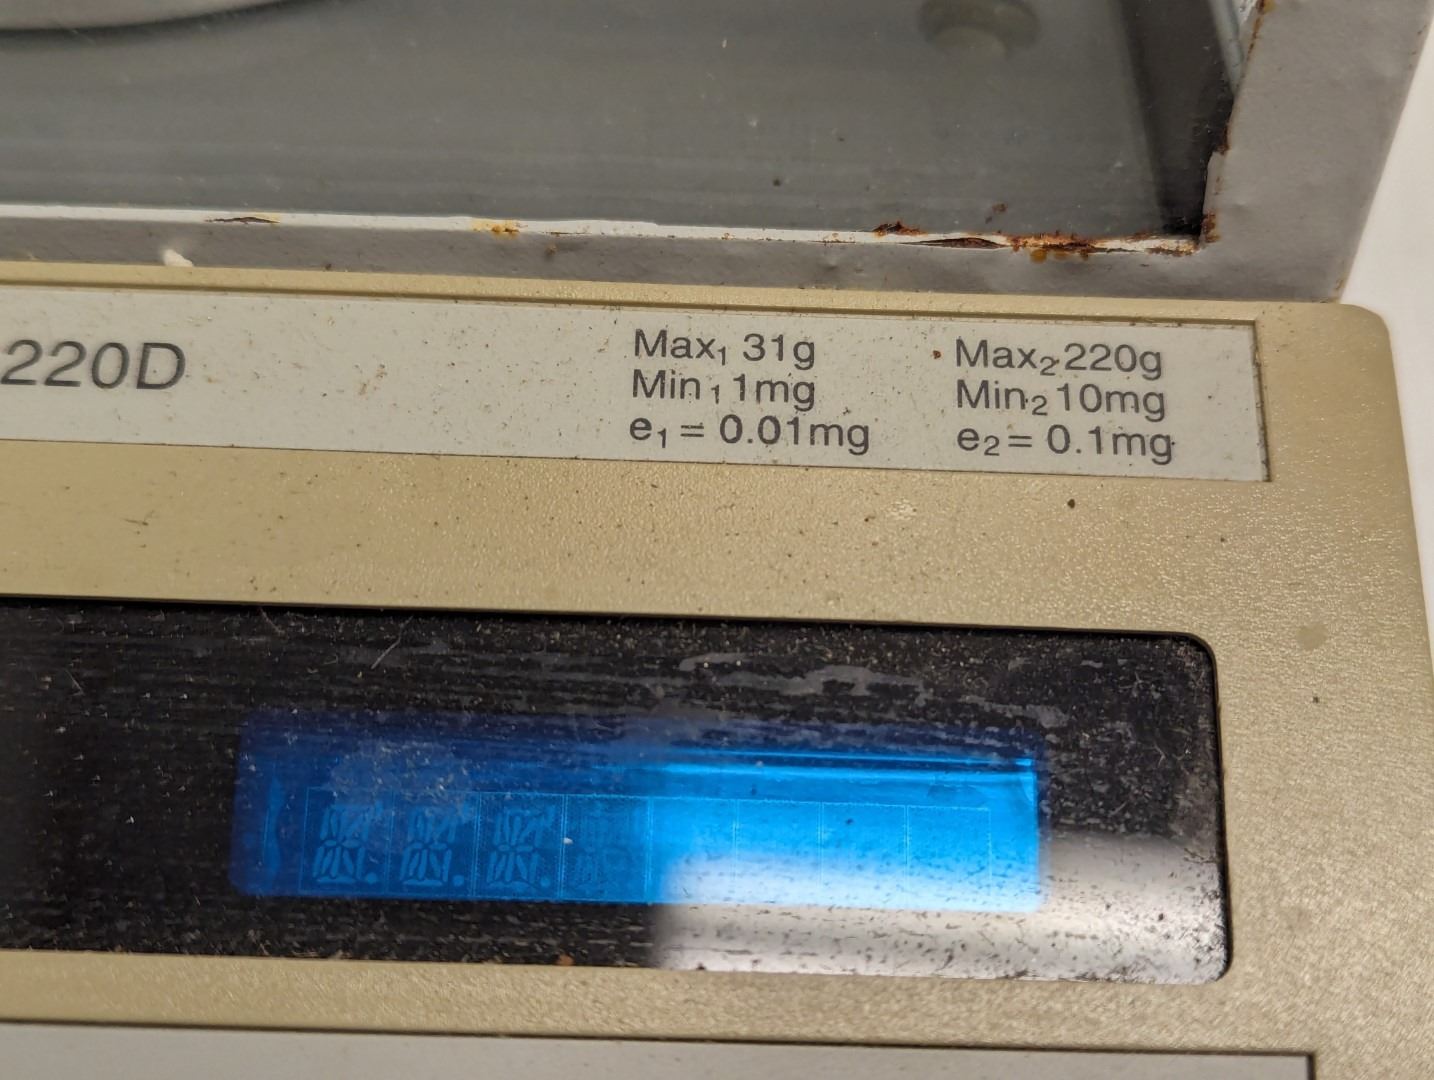 220D
Max₁ 31g
Min₁ 1mg
e₁ = 0.01mg
Max₂ 220g
Min₂ 10mg
e₂ = 0.1mg